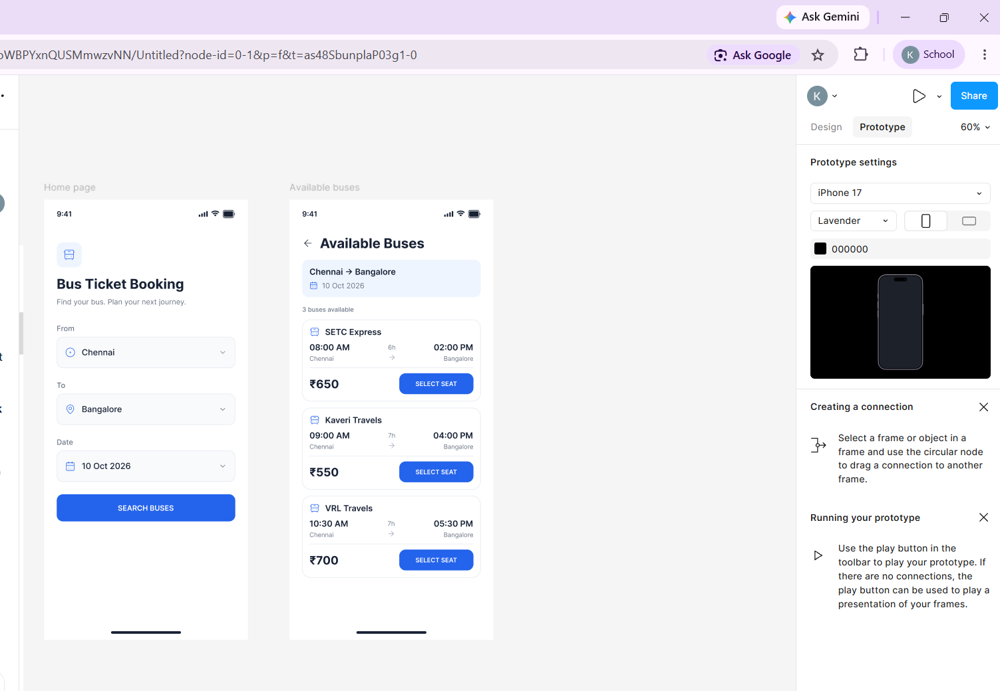 Ask Gemini
oWBPYxnQUSMmwzvNN/Untitled?node-id=0-1&p=f&t=as48SbunplaP03g1-0
Ask Google
K School
K
Share
Design Prototype 60%
Prototype settings
iPhone 17
Lavender
000000
Creating a connection
Select a frame or object in a
frame and use the circular node
to drag a connection to another
frame.
Running your prototype
Use the play button in the
toolbar to play your prototype. If
there are no connections, the
play button can be used to play a
presentation of your frames.
Home page
9:41
Bus Ticket Booking
Find your bus. Plan your next journey.
From
Chennai
To
Bangalore
Date
10 Oct 2026
SEARCH BUSES
Available buses
9:41
← Available Buses
Chennai → Bangalore
10 Oct 2026
3 buses available
SETC Express
08:00 AM 6h 02:00 PM
Chennai → Bangalore
₹650 SELECT SEAT
Kaveri Travels
09:00 AM 7h 04:00 PM
Chennai → Bangalore
₹550 SELECT SEAT
VRL Travels
10:30 AM 7h 05:30 PM
Chennai → Bangalore
₹700 SELECT SEAT